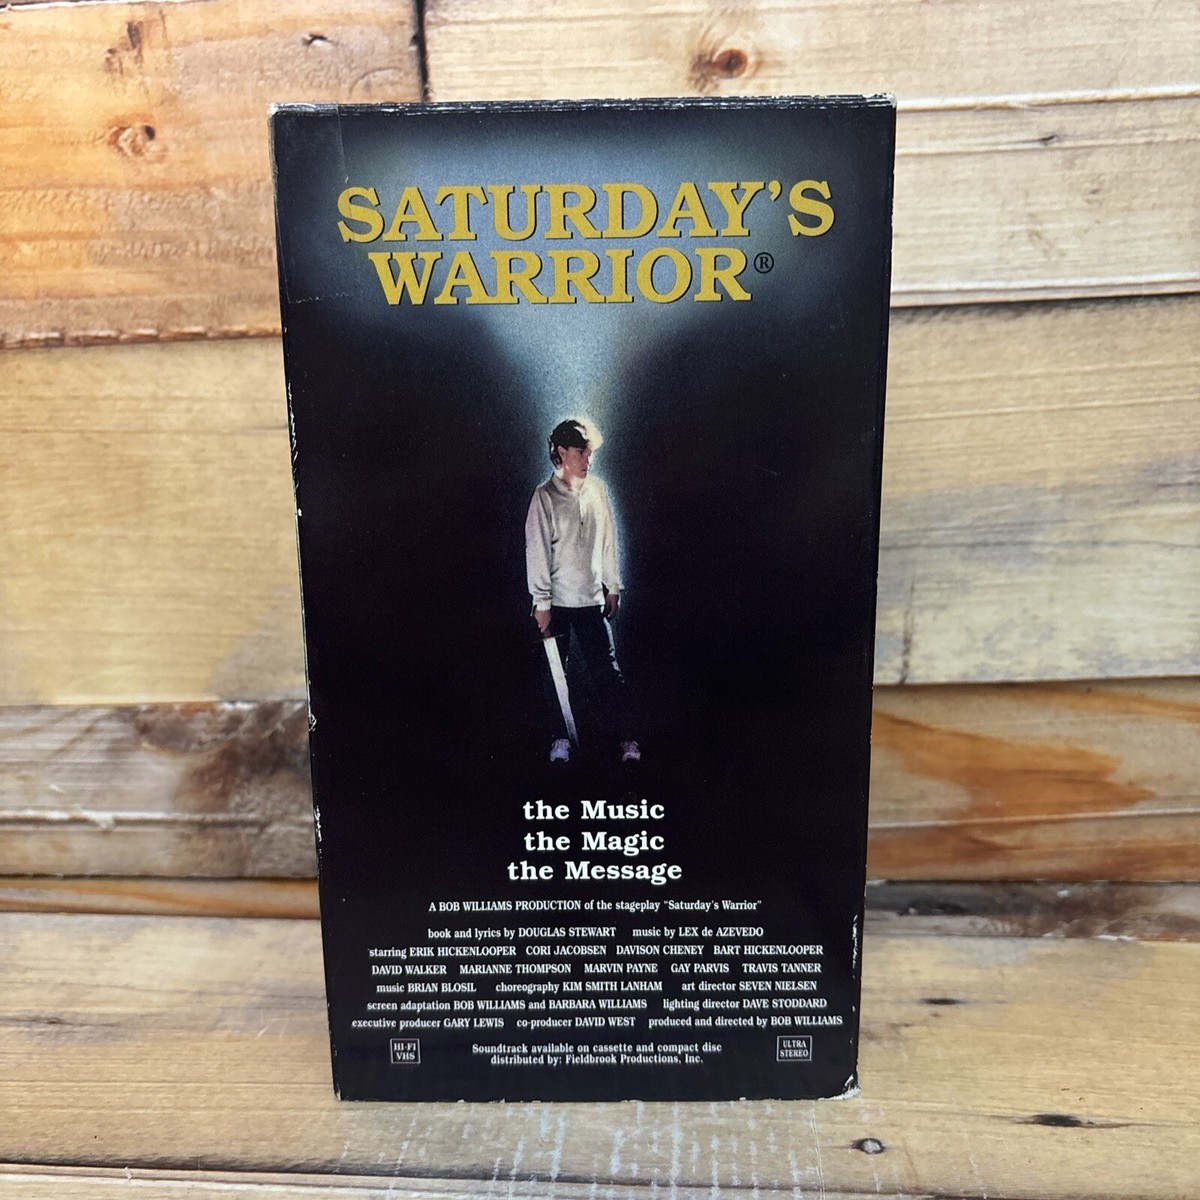 SATURDAY'S
WARRIOR®
the Music
the Magic
the Message
A BOB WILLIAMS PRODUCTION of the stageplay "Saturday's Warrior"
book and lyrics by DOUGLAS STEWART music by LEX de AZEVEDO
starring ERIK HICKENLOOPER CORI JACOBSEN DAVISON CHENEY BART HICKENLOOPER
DAVID WALKER MARIANNE THOMPSON MARVIN PAYNE GAY PARVIS TRAVIS TANNER
music BRIAN BLOSIL choreography KIM SMITH LANHAM art director SEVEN NIELSEN
screen adaptation BOB WILLIAMS and BARBARA WILLIAMS lighting director DAVE STODDARD
executive producer GARY LEWIS co-producer DAVID WEST produced and directed by BOB WILLIAMS
HI-FI
VHS
Soundtrack available on cassette and compact disc
distributed by: Fieldbrook Productions, Inc.
ULTRA
STEREO